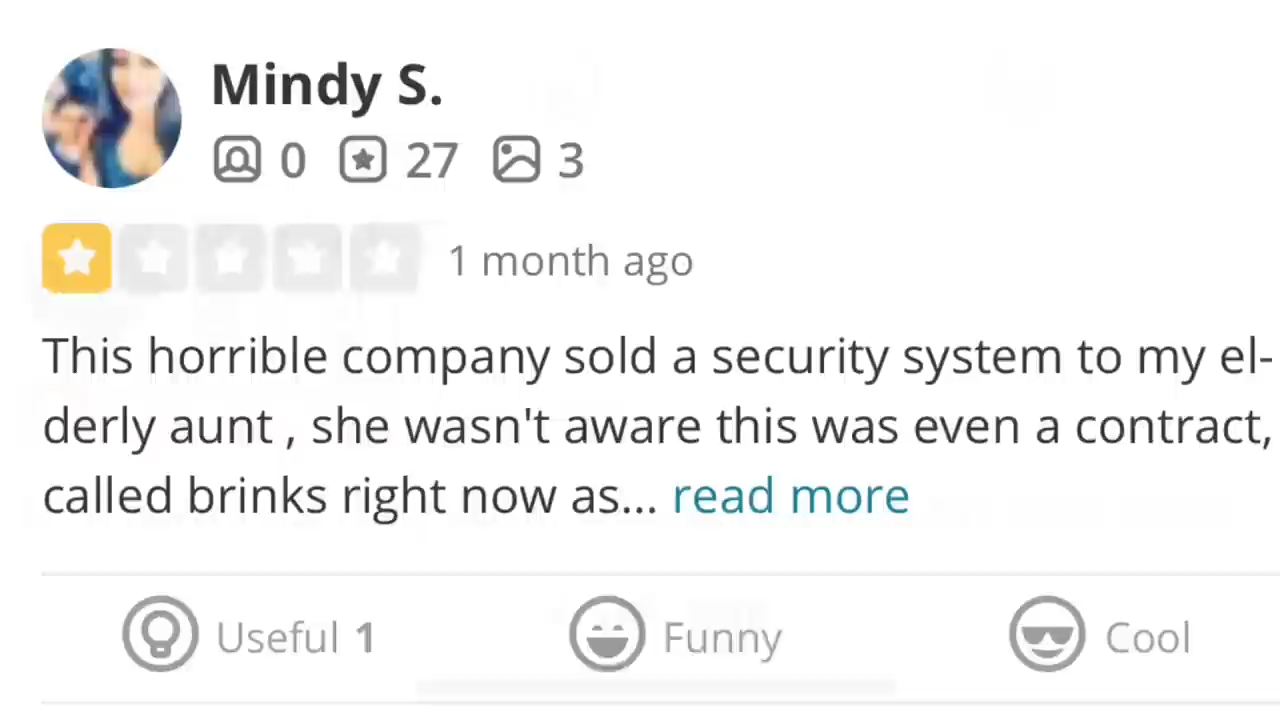 Mindy S.
0 27 3
1 month ago
This horrible company sold a security system to my el-
derly aunt , she wasn't aware this was even a contract,
called brinks right now as... read more
Useful 1 Funny Cool